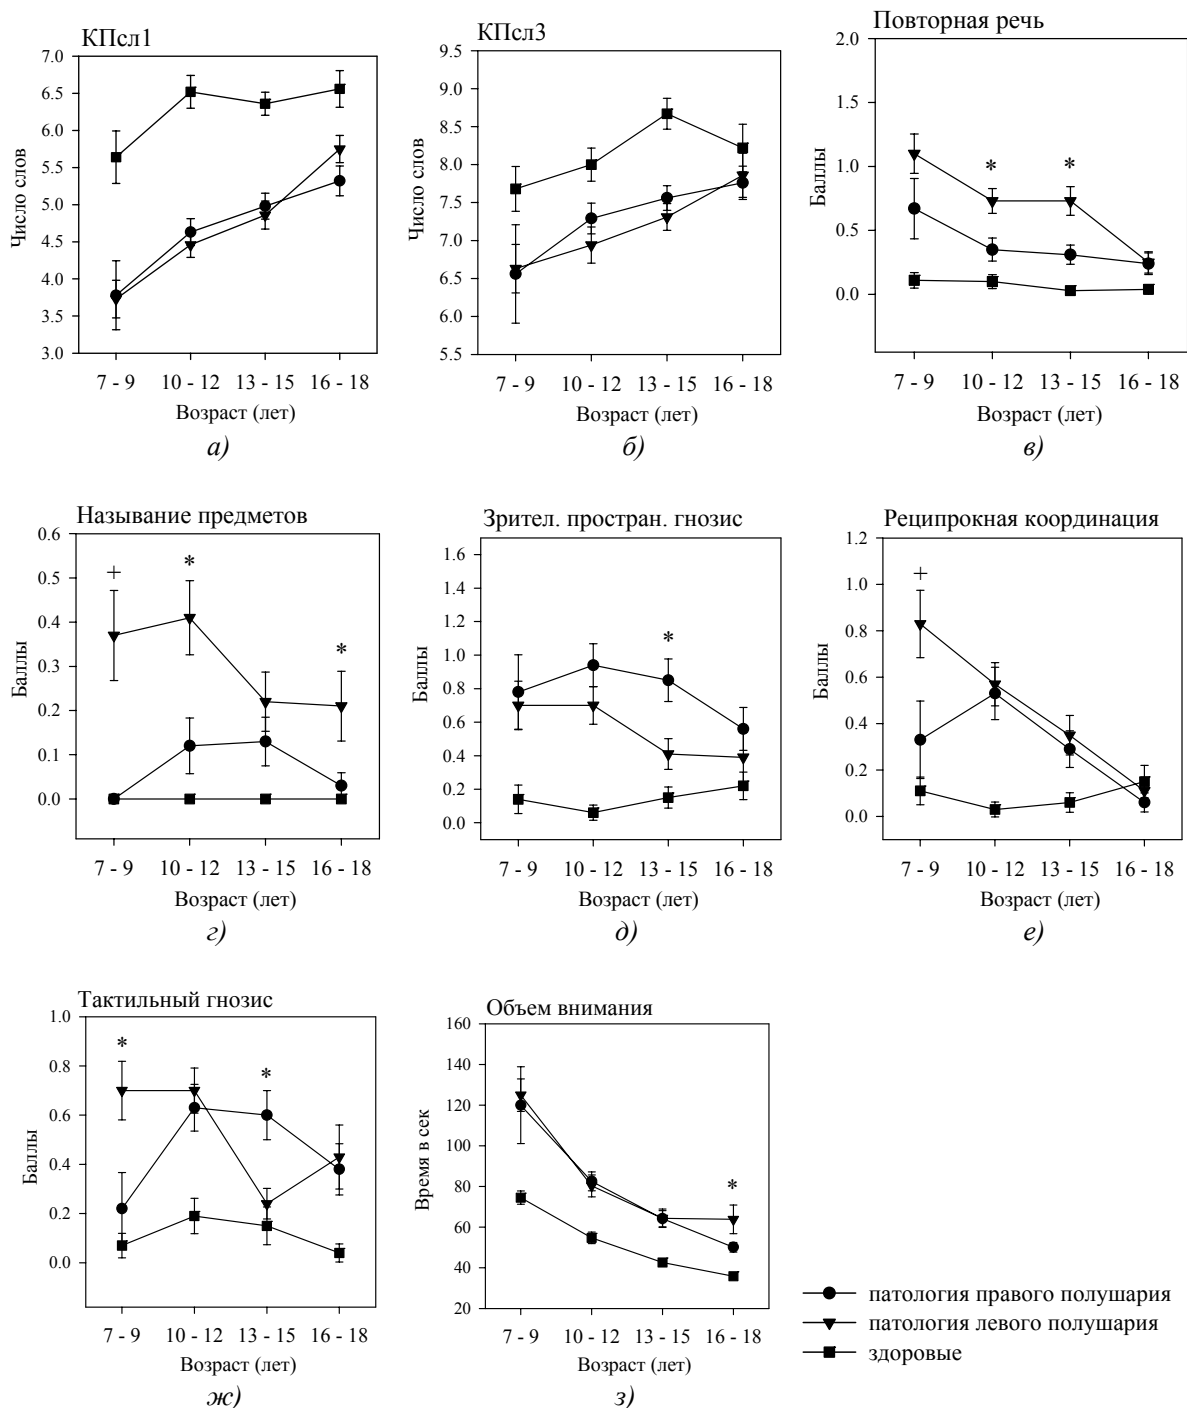 КПсл1
7.0
6.5
6.0
5.5
5.0
4.5
4.0
3.5
3.0
Число слов
7 - 9 10 - 12 13 - 15 16 - 18
Возраст (лет)
а)
КПсл3
9.5
9.0
8.5
8.0
7.5
7.0
6.5
6.0
5.5
Число слов
7 - 9 10 - 12 13 - 15 16 - 18
Возраст (лет)
б)
Повторная речь
2.0
1.5
1.0
0.5
0.0
Баллы
* *
7 - 9 10 - 12 13 - 15 16 - 18
Возраст (лет)
в)
Называние предметов
0.6
0.5
0.4
0.3
0.2
0.1
0.0
Баллы
+ * *
7 - 9 10 - 12 13 - 15 16 - 18
Возраст (лет)
г)
Зрител. простран. гнозис
1.6
1.4
1.2
1.0
0.8
0.6
0.4
0.2
0.0
Баллы
*
7 - 9 10 - 12 13 - 15 16 - 18
Возраст (лет)
д)
Реципрокная координация
1.2
1.0
0.8
0.6
0.4
0.2
0.0
Баллы
+
7 - 9 10 - 12 13 - 15 16 - 18
Возраст (лет)
е)
Тактильный гнозис
1.0
0.8
0.6
0.4
0.2
0.0
Баллы
* *
7 - 9 10 - 12 13 - 15 16 - 18
Возраст (лет)
ж)
Объем внимания
160
140
120
100
80
60
40
20
Время в сек
*
7 - 9 10 - 12 13 - 15 16 - 18
Возраст (лет)
з)
патология правого полушария
патология левого полушария
здоровые